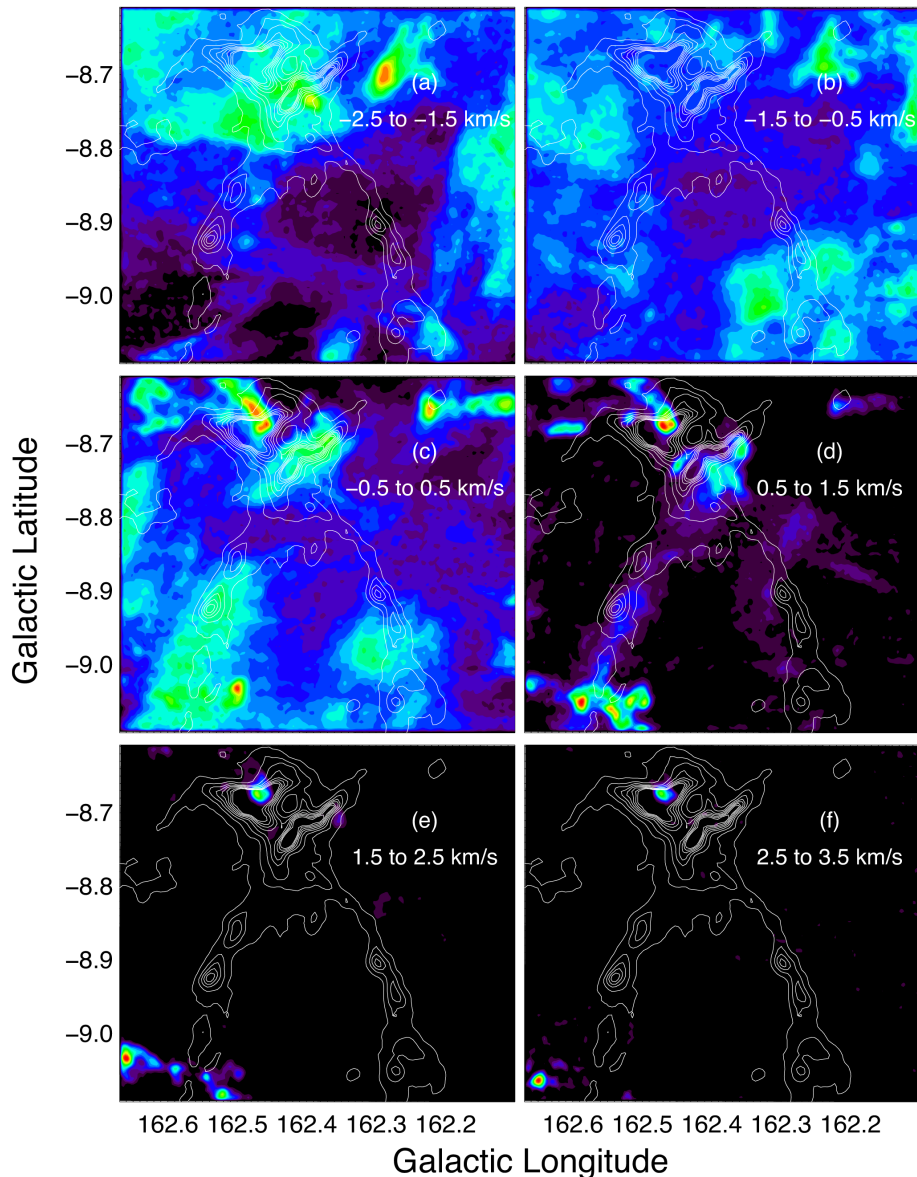 (a)
−2.5 to −1.5 km/s
(b)
−1.5 to −0.5 km/s
−8.7
−8.8
−8.9
−9.0
(c)
−0.5 to 0.5 km/s
(d)
0.5 to 1.5 km/s
−8.7
−8.8
−8.9
−9.0
Galactic Latitude
(e)
1.5 to 2.5 km/s
(f)
2.5 to 3.5 km/s
−8.7
−8.8
−8.9
−9.0
162.6 162.5 162.4 162.3 162.2
162.6 162.5 162.4 162.3 162.2
Galactic Longitude